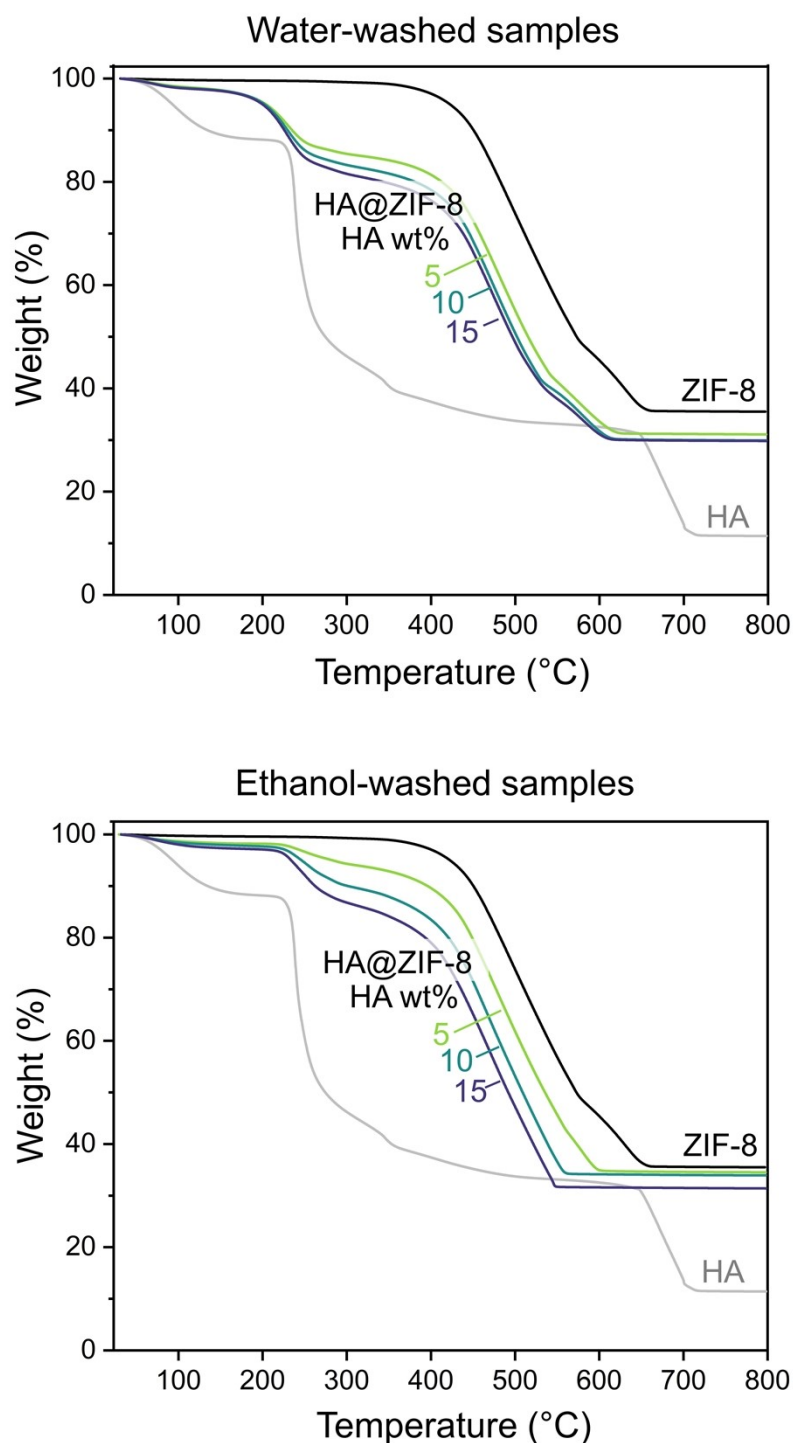 Water-washed samples
Weight (%)
100
80
60
40
20
0
HA@ZIF-8
HA wt%
5
10
15
ZIF-8
HA
100 200 300 400 500 600 700 800
Temperature (°C)
Ethanol-washed samples
Weight (%)
100
80
60
40
20
0
HA@ZIF-8
HA wt%
5
10
15
ZIF-8
HA
100 200 300 400 500 600 700 800
Temperature (°C)